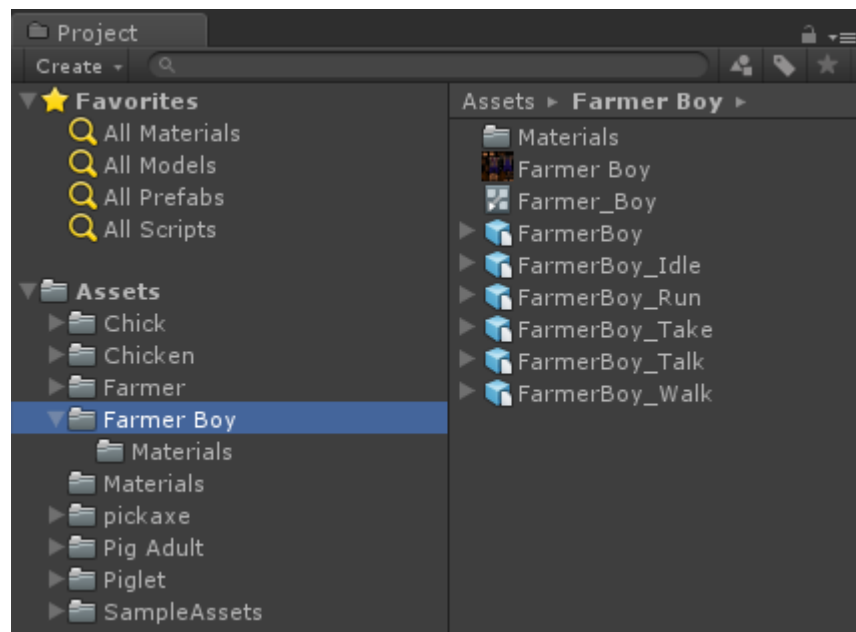 Project
Create
Favorites
All Materials
All Models
All Prefabs
All Scripts
Assets
Chick
Chicken
Farmer
Farmer Boy
Materials
Materials
pickaxe
Pig Adult
Piglet
SampleAssets
Assets ▸ Farmer Boy ▸
Materials
Farmer Boy
Farmer_Boy
FarmerBoy
FarmerBoy_Idle
FarmerBoy_Run
FarmerBoy_Take
FarmerBoy_Talk
FarmerBoy_Walk